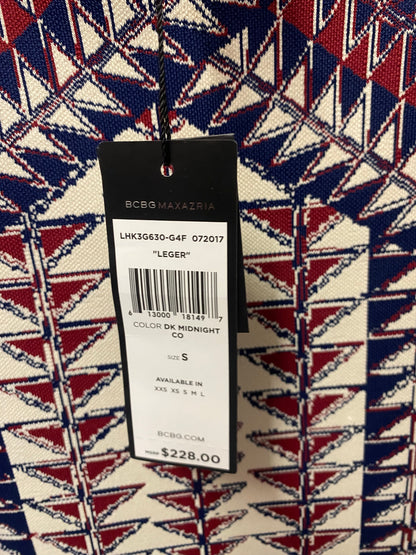 BCBGMAXAZRIA
LHK3G630-G4F 072017
"LEGER"
6 13000 18149 7
COLOR DK MIDNIGHT
CO
SIZE S
AVAILABLE IN
XXS XS S M L
BCBG.COM
MSRP $228.00